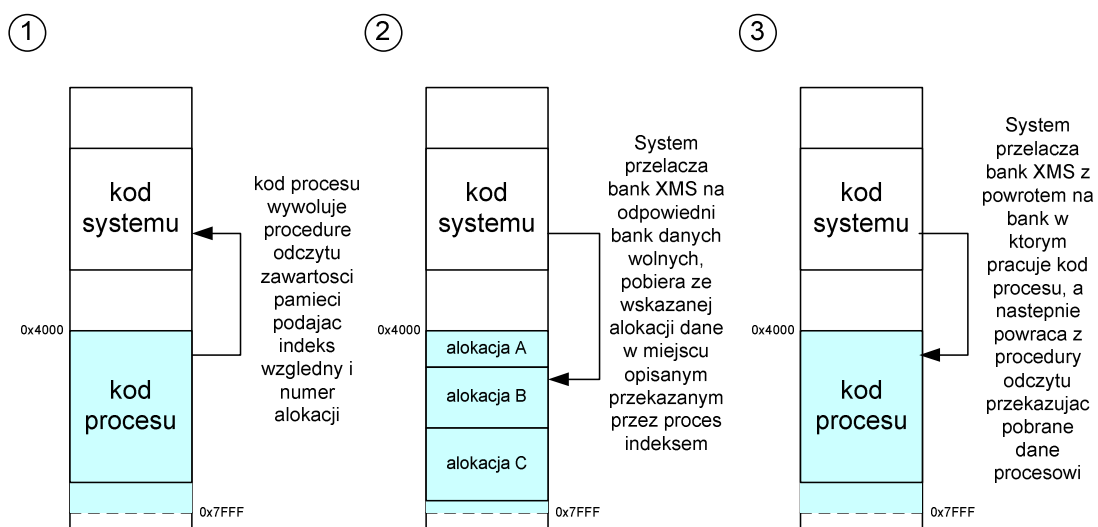 1
2
3
kod
systemu
kod procesu
wywoluje
procedure
odczytu
zawartosci
pamieci
podajac
indeks
wzgledny i
numer
alokacji
0x4000
kod
procesu
0x7FFF
kod
systemu
System
przelacza
bank XMS na
odpowiedni
bank danych
wolnych,
pobiera ze
wskazanej
alokacji dane
w miejscu
opisanym
przekazanym
przez proces
indeksem
0x4000
alokacja A
alokacja B
alokacja C
0x7FFF
kod
systemu
System
przelacza
bank XMS z
powrotem na
bank w
ktorym
pracuje kod
procesu, a
nastepnie
powraca z
procedury
odczytu
przekazujac
pobrane
dane
procesowi
0x4000
kod
procesu
0x7FFF